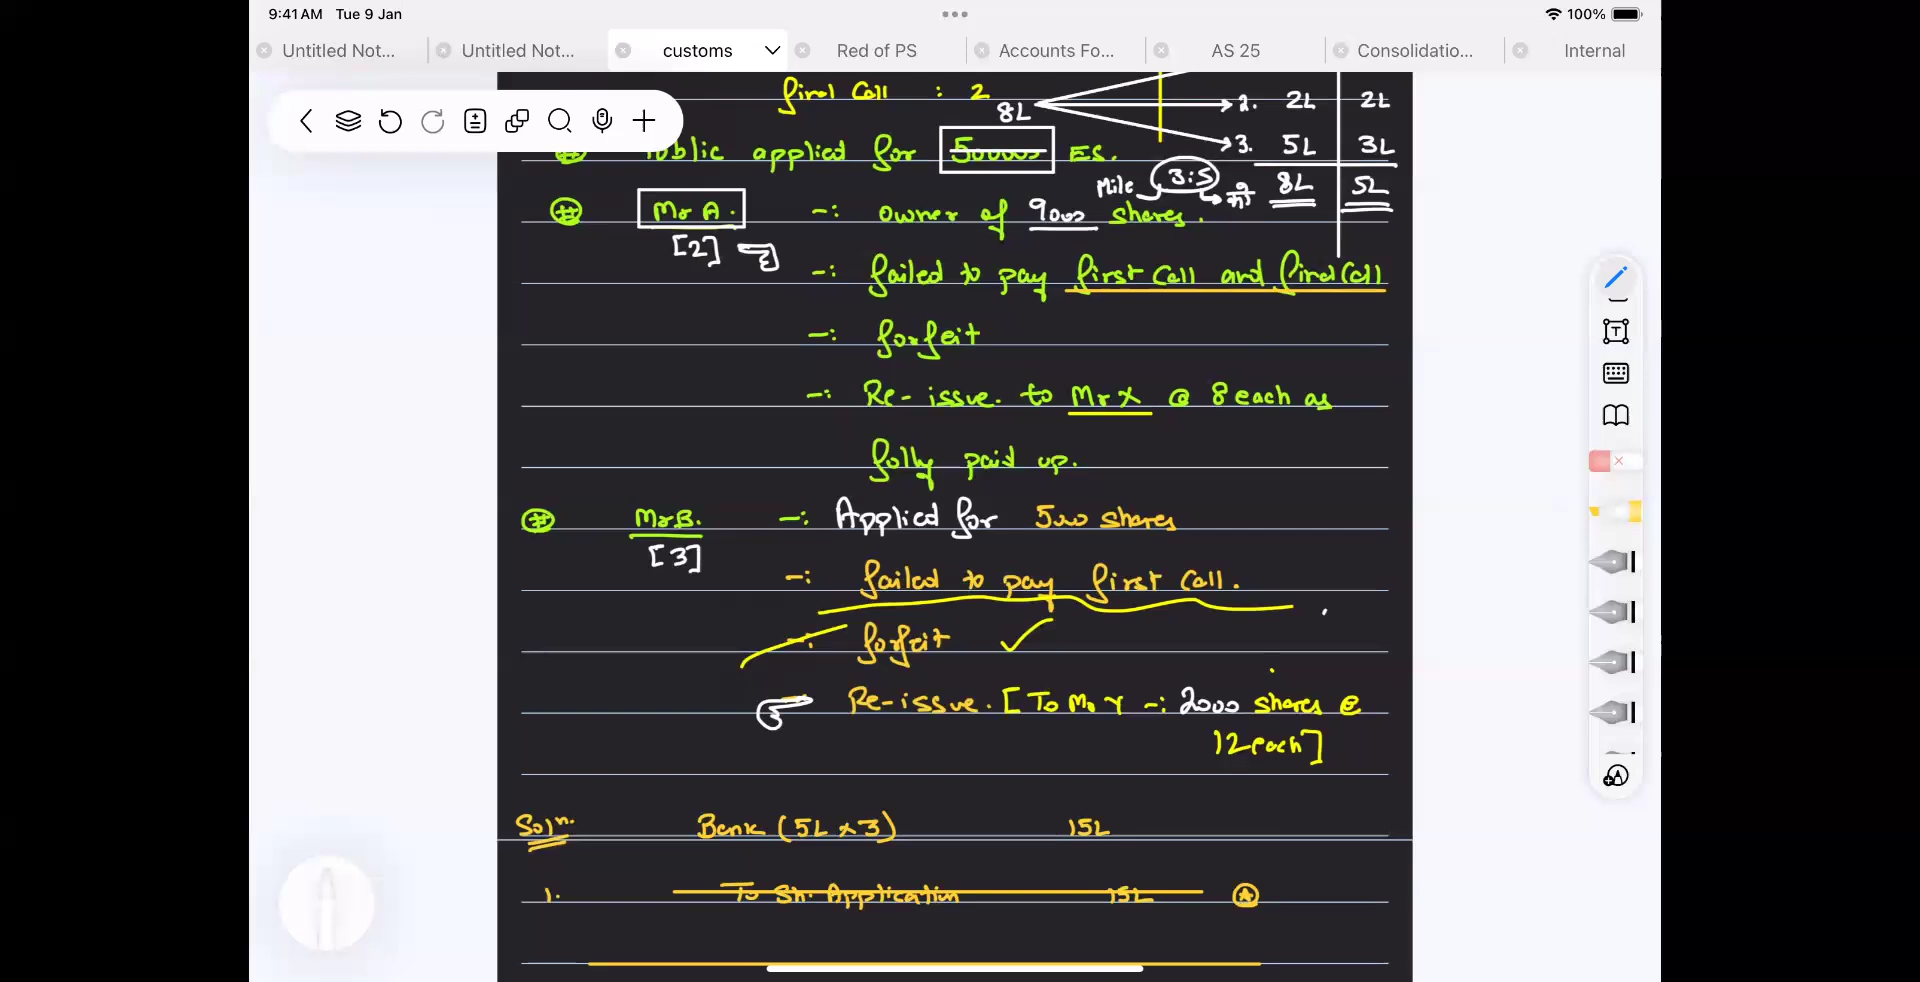 9:41 AM Tue 9 Jan
100%
Untitled Not... Untitled Not... customs Red of PS Accounts Fo... AS 25 Consolidatio... Internal
final Call : 2
8L 2. 2L 2L
Public applied for 500000 ES. 3. 5L 3L
Mile 3:5 8L 5L
Mr A. -: owner of 9000 shares.
[2]
-: failed to pay first Call and final Call
-: forfeit
-: Re-issue. to Mr X @ 8 each as
fully paid up.
Mr B. -: Applied for 5000 shares
[3]
-: failed to pay first Call.
-: forfeit ✓
- Re-issue. [To Mr Y -: 2000 shares @
12 each]
Soln. Bank (5L x 3) 15L
1. To Sh. Application 15L